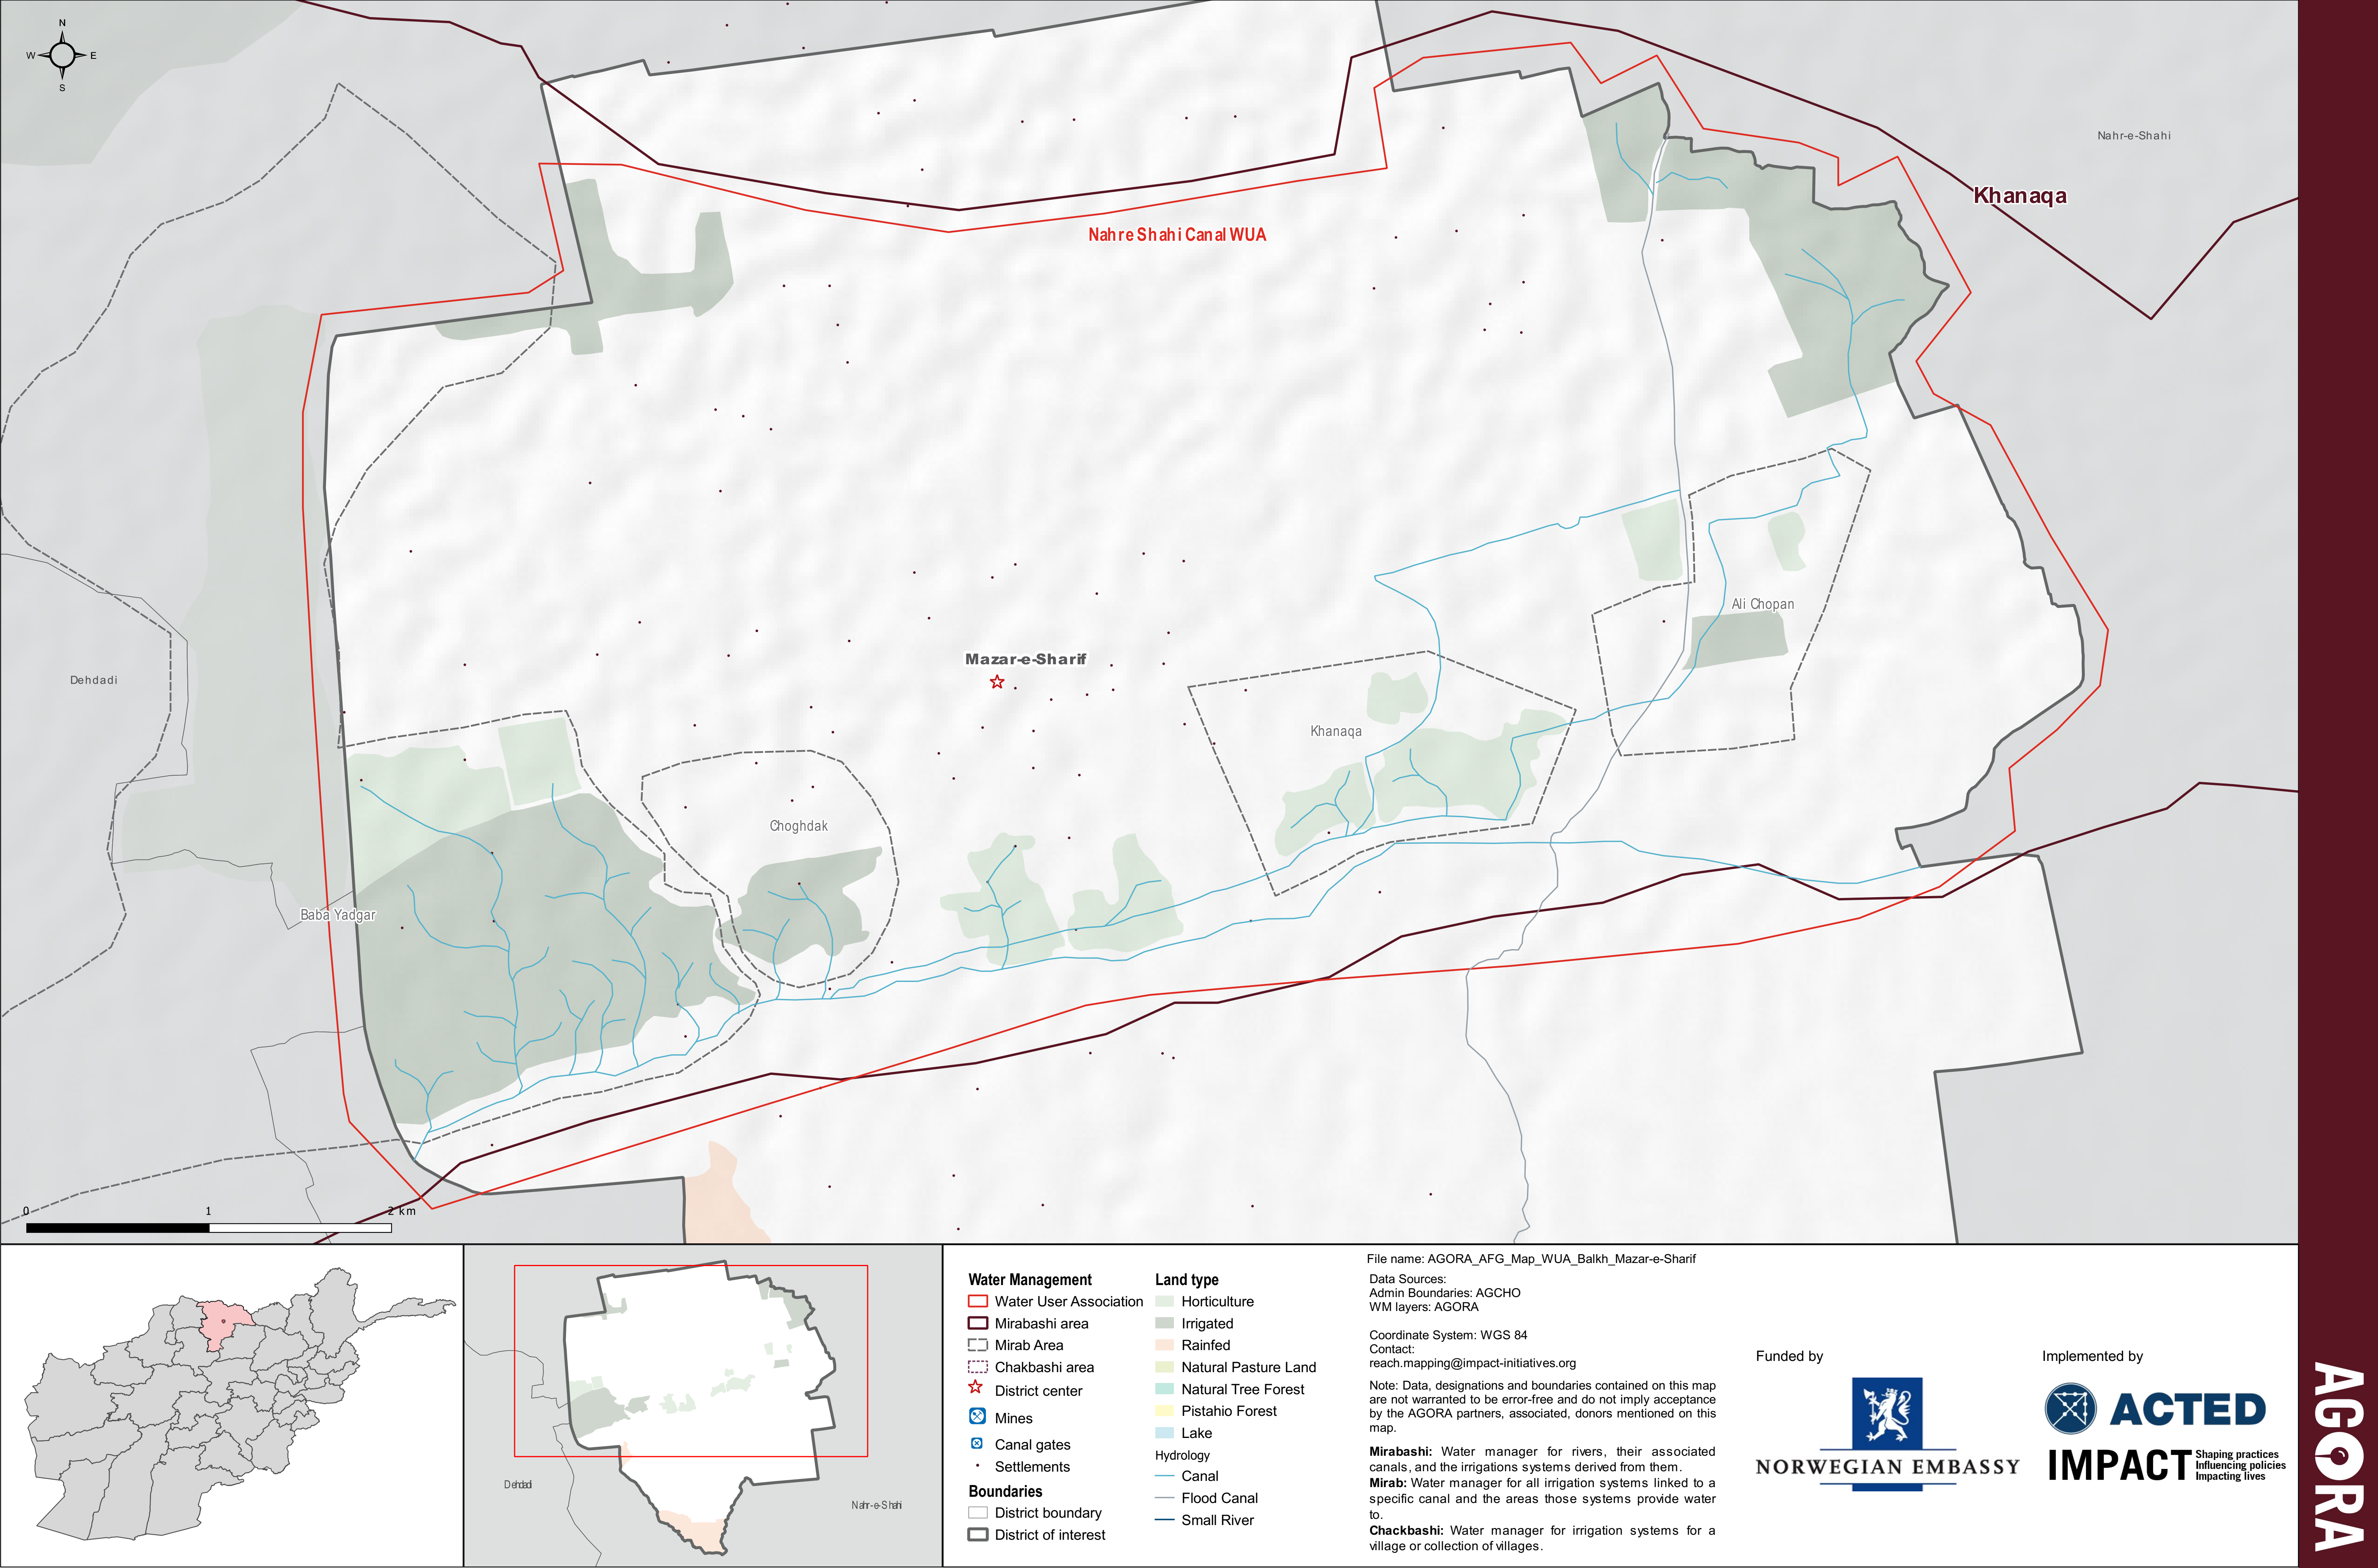 N
W E
S
Nahr-e-Shahi
Khanaqa
Nahre Shahi Canal WUA
Ali Chopan
Mazar-e-Sharif
Dehdadi
Khanaqa
Choghdak
Baba Yadgar
0 1 2 km
Dehdadi
Nahr-e-Shahi
Water Management
Water User Association
Mirabashi area
Mirab Area
Chakbashi area
District center
Mines
Canal gates
Settlements
Boundaries
District boundary
District of interest
Land type
Horticulture
Irrigated
Rainfed
Natural Pasture Land
Natural Tree Forest
Pistahio Forest
Lake
Hydrology
Canal
Flood Canal
Small River
File name: AGORA_AFG_Map_WUA_Balkh_Mazar-e-Sharif
Data Sources:
Admin Boundaries: AGCHO
WM layers: AGORA
Coordinate System: WGS 84
Contact:
reach.mapping@impact-initiatives.org
Note: Data, designations and boundaries contained on this map
are not warranted to be error-free and do not imply acceptance
by the AGORA partners, associated, donors mentioned on this
map.
Mirabashi: Water manager for rivers, their associated
canals, and the irrigations systems derived from them.
Mirab: Water manager for all irrigation systems linked to a
specific canal and the areas those systems provide water
to.
Chackbashi: Water manager for irrigation systems for a
village or collection of villages.
Funded by
NORWEGIAN EMBASSY
Implemented by
ACTED
IMPACT
Shaping practices
Influencing policies
Impacting lives
AGORA